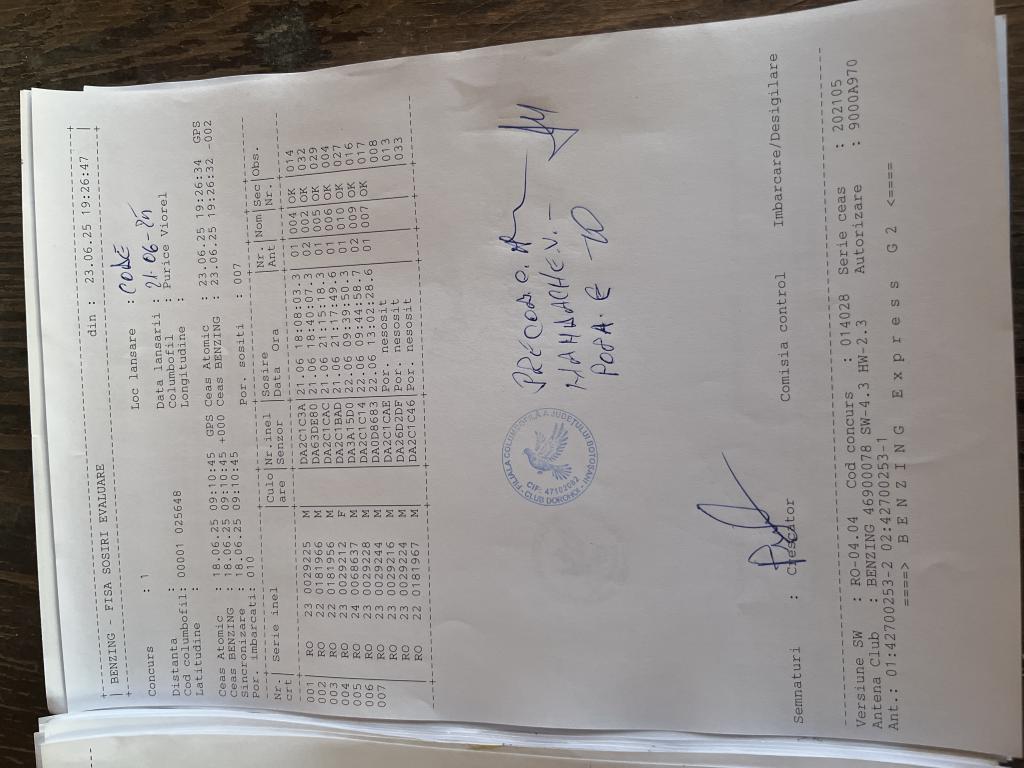 BENZING - FISA SOSIRI EVALUARE din : 23.06.25 19:26:47
Concurs : 1 Loc lansare : CODE
Data lansarii : 21.06.25
Distanta : Columbofil : Purice Viorel
Cod columbofil: 00001 025648 Longitudine :
Latitudine :
Ceas Atomic : 18.06.25 09:10:45 GPS Ceas Atomic : 23.06.25 19:26:34 GPS
Ceas BENZING : 18.06.25 09:10:45 +000 Ceas BENZING : 23.06.25 19:26:32 -002
Sincronizare : 18.06.25 09:10:45
Por. imbarcati: 010 Por. sositi : 007
Nr. Serie inel Culo Nr inel Sosire Nr Nom Sec Obs.
crt are Senzor Data Ora Ant Nr.
001 RO 23 0029225 M DA2C1C3A 21.06 18:08:03.3 01 004 OK 014
002 RO 22 0181966 M DA63DE80 21.06 18:40:07.3 02 002 OK 032
003 RO 22 0181956 M DA2C1CAC 21.06 21:15:18.3 01 005 OK 029
004 RO 23 0029212 F DA2C1BAD 21.06 21:17:49.6 01 006 OK 004
005 RO 24 0068637 M DA2A15D0 22.06 09:39:50.3 01 010 OK 027
006 RO 23 0029228 M DA2C1C14 22.06 09:44:58.7 02 009 OK 016
007 RO 23 0029244 M DA0D8683 22.06 13:02:28.6 01 007 OK 017
RO 23 0029216 M DA2C1CAE Por. nesosit 008
RO 23 0029224 M DA26D2DF Por. nesosit 013
RO 22 0181967 M DA2C1C46 Por. nesosit 033
FILIALA COLUMBOFILA A JUDEȚULUI BOTOȘANI
CIF: 47102082
- CLUB DOROHOI -
POPA. E
Semnaturi : Crescator Comisia control Imbarcare/Desigilare
Versiune SW : RO-04.04 Cod concurs : 014028 Serie ceas : 202105
Antena Club : BENZING 46900078 SW-4.3 HW-2.3 Autorizare : 9000A970
Ant.: 01:42700253-2 02:42700253-1
====> B E N Z I N G E x p r e s s G 2 <====